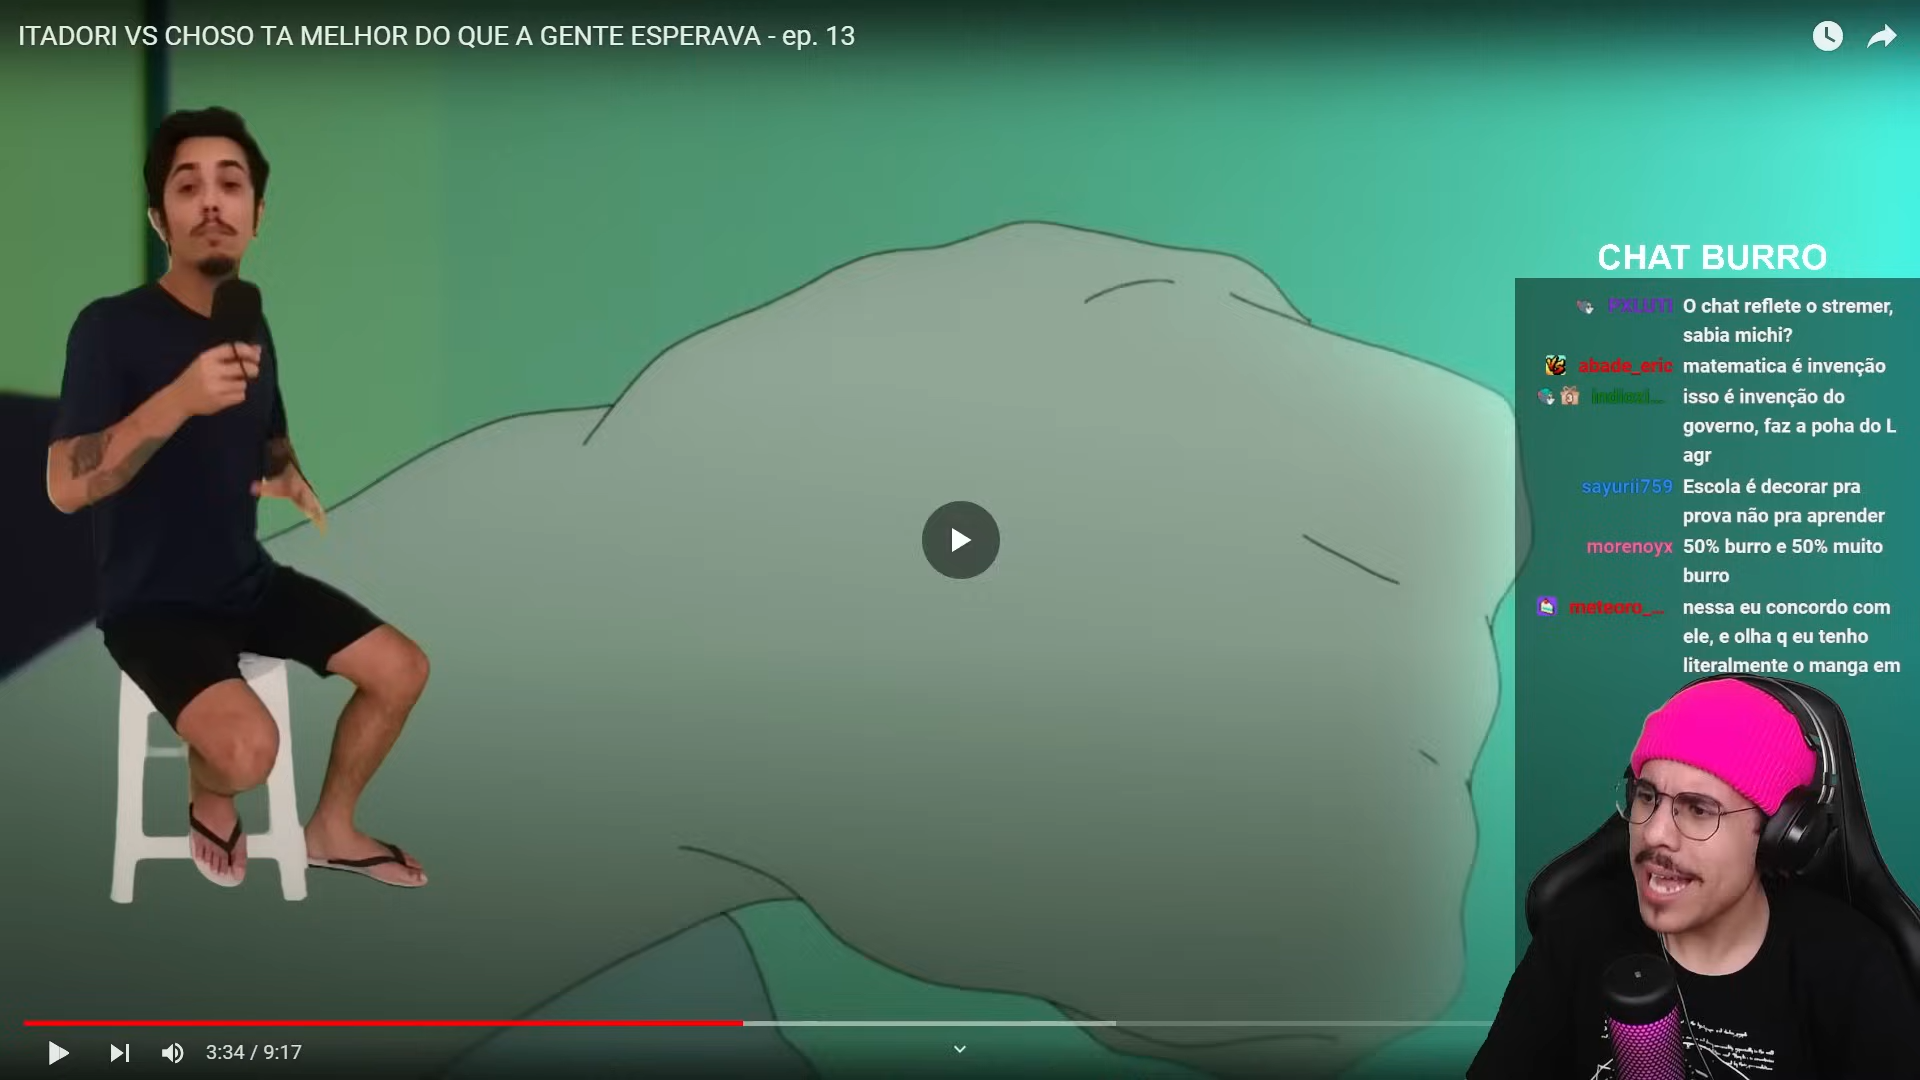 ITADORI VS CHOSO TA MELHOR DO QUE A GENTE ESPERAVA - ep. 13
CHAT BURRO
O chat reflete o stremer,
sabia michi?
abade_eric matematica é invenção
isso é invenção do
governo, faz a poha do L
agr
sayurii759 Escola é decorar pra
prova não pra aprender
morenoyx 50% burro e 50% muito
burro
meteoro_... nessa eu concordo com
ele, e olha q eu tenho
literalmente o manga em
3:34 / 9:17